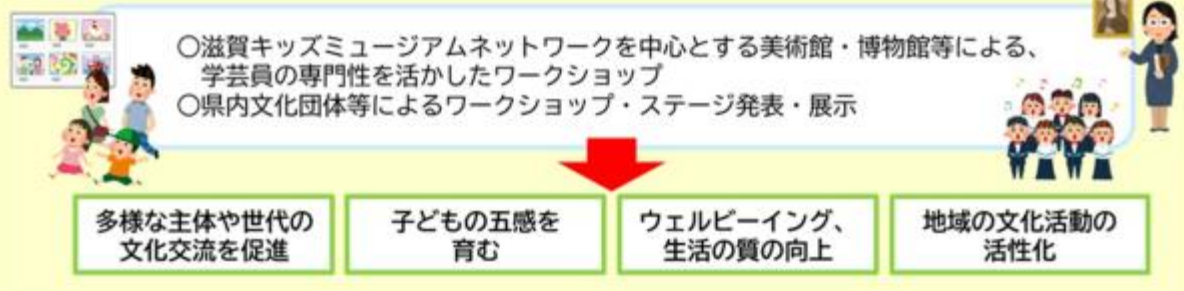 ○滋賀キッズミュージアムネットワークを中心とする美術館・博物館等による、
学芸員の専門性を活かしたワークショップ
○県内文化団体等によるワークショップ・ステージ発表・展示
多様な主体や世代の
文化交流を促進
子どもの五感を
育む
ウェルビーイング、
生活の質の向上
地域の文化活動の
活性化